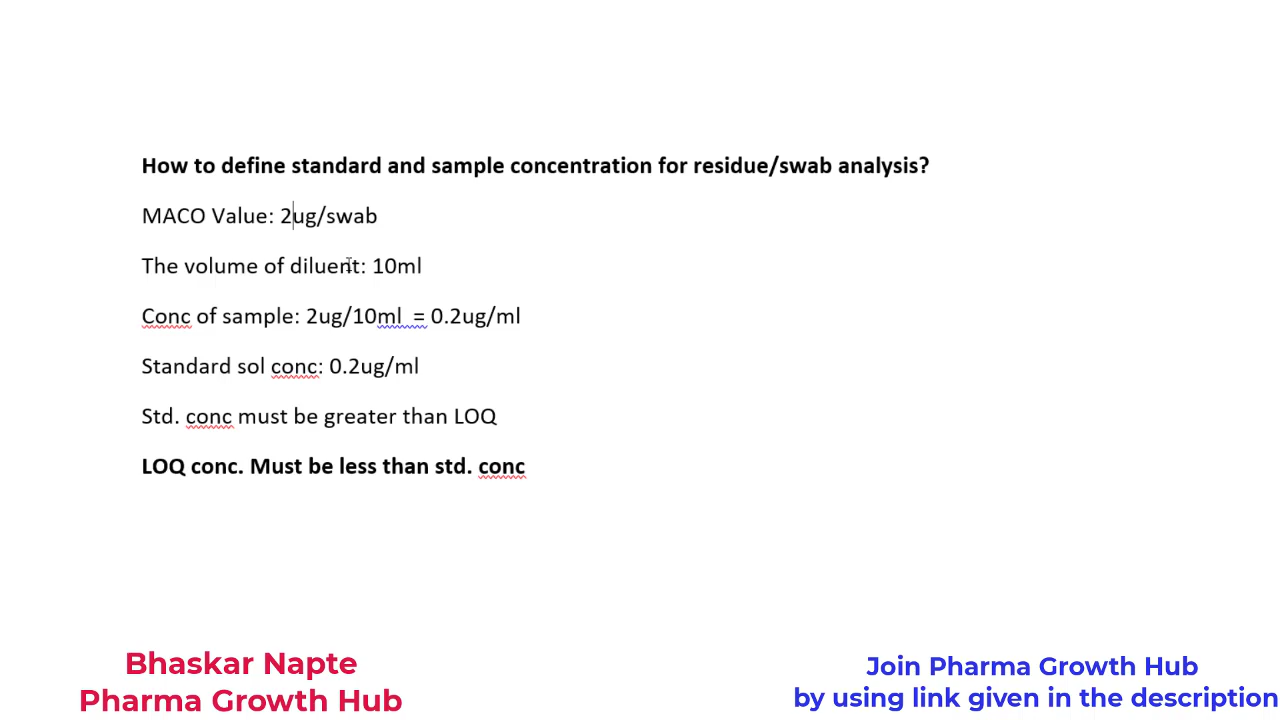 How to define standard and sample concentration for residue/swab analysis?
MACO Value: 2ug/swab
The volume of diluent: 10ml
Conc of sample: 2ug/10ml  = 0.2ug/ml
Standard sol conc: 0.2ug/ml
Std. conc must be greater than LOQ
LOQ conc. Must be less than std. conc
Bhaskar Napte
Pharma Growth Hub
Join Pharma Growth Hub
by using link given in the description